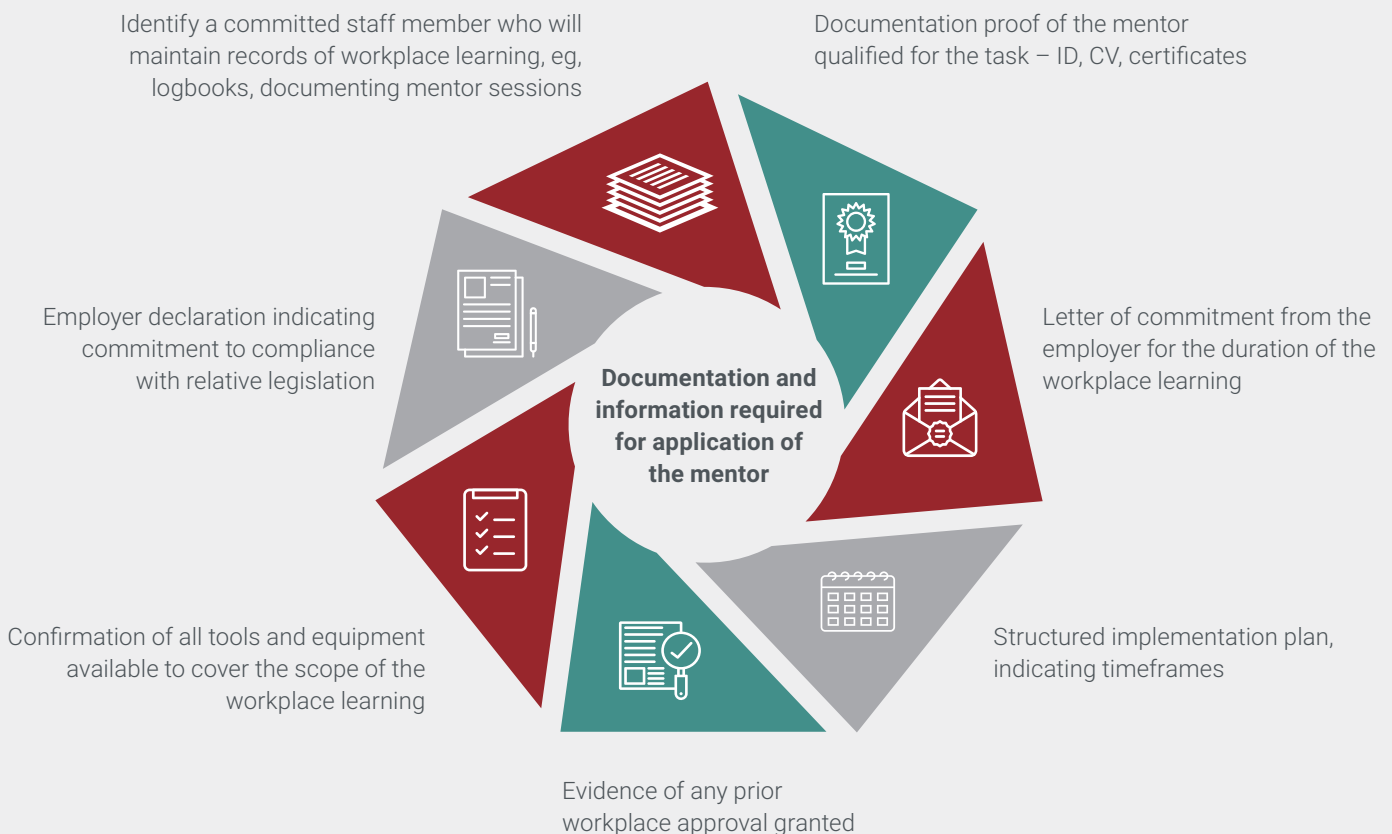 Identify a committed staff member who will
maintain records of workplace learning, eg,
logbooks, documenting mentor sessions
Documentation proof of the mentor
qualified for the task – ID, CV, certificates
Letter of commitment from the
employer for the duration of the
workplace learning
Structured implementation plan,
indicating timeframes
Evidence of any prior
workplace approval granted
Confirmation of all tools and equipment
available to cover the scope of the
workplace learning
Employer declaration indicating
commitment to compliance
with relative legislation
Documentation and
information required
for application of
the mentor